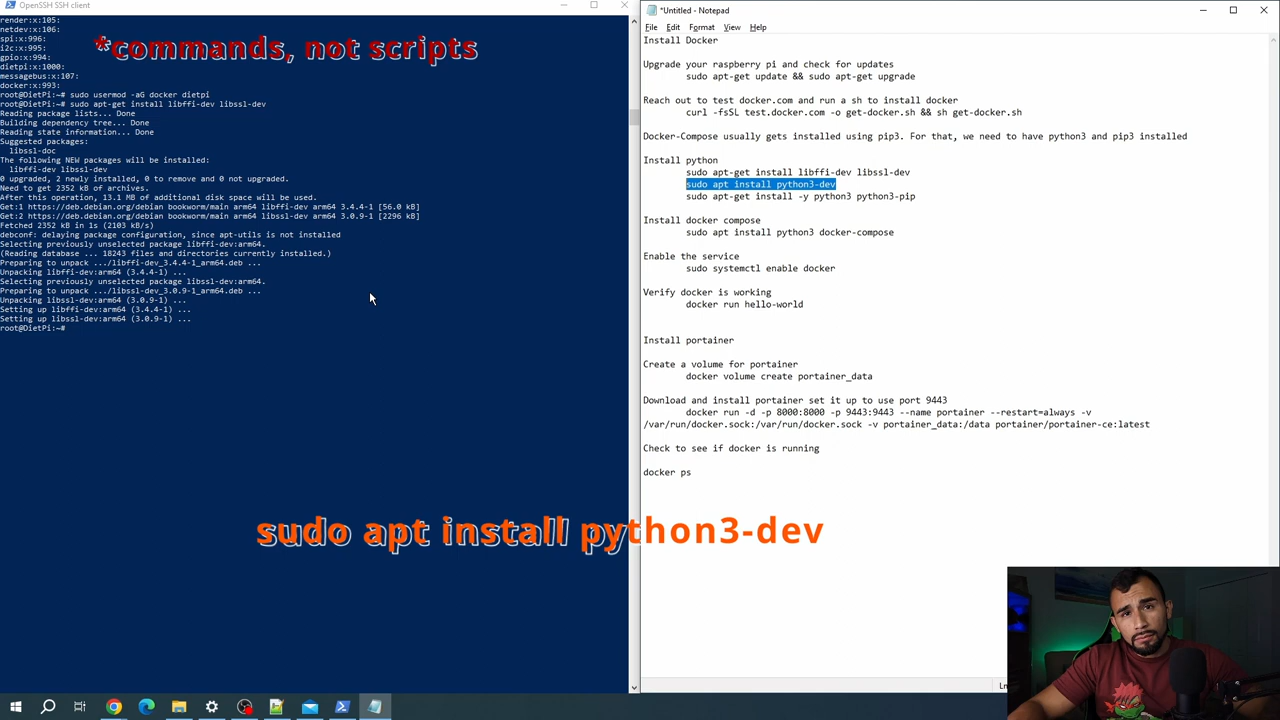 OpenSSH SSH client
render:x:105:
netdev:x:106:
spi:x:996:
i2c:x:995:
gpio:x:994:
dietpi:x:1000:
messagebus:x:107:
docker:x:993:
root@DietPi:~# sudo usermod -aG docker dietpi
root@DietPi:~# sudo apt-get install libffi-dev libssl-dev
Reading package lists... Done
Building dependency tree... Done
Reading state information... Done
Suggested packages:
libssl-doc
The following NEW packages will be installed:
libffi-dev libssl-dev
0 upgraded, 2 newly installed, 0 to remove and 0 not upgraded.
Need to get 2352 kB of archives.
After this operation, 13.1 MB of additional disk space will be used.
Get:1 https://deb.debian.org/debian bookworm/main arm64 libffi-dev arm64 3.4.4-1 [56.0 kB]
Get:2 https://deb.debian.org/debian bookworm/main arm64 libssl-dev arm64 3.0.9-1 [2296 kB]
Fetched 2352 kB in 1s (2103 kB/s)
debconf: delaying package configuration, since apt-utils is not installed
Selecting previously unselected package libffi-dev:arm64.
(Reading database ... 18243 files and directories currently installed.)
Preparing to unpack .../libffi-dev_3.4.4-1_arm64.deb ...
Unpacking libffi-dev:arm64 (3.4.4-1) ...
Selecting previously unselected package libssl-dev:arm64.
Preparing to unpack .../libssl-dev_3.0.9-1_arm64.deb ...
Unpacking libssl-dev:arm64 (3.0.9-1) ...
Setting up libffi-dev:arm64 (3.4.4-1) ...
Setting up libssl-dev:arm64 (3.0.9-1) ...
root@DietPi:~#
*commands, not scripts
*Untitled - Notepad
File Edit Format View Help
Install Docker
Upgrade your raspberry pi and check for updates
sudo apt-get update && sudo apt-get upgrade
Reach out to test docker.com and run a sh to install docker
curl -fsSL test.docker.com -o get-docker.sh && sh get-docker.sh
Docker-Compose usually gets installed using pip3. For that, we need to have python3 and pip3 installed
Install python
sudo apt-get install libffi-dev libssl-dev
sudo apt install python3-dev
sudo apt-get install -y python3 python3-pip
Install docker compose
sudo apt install python3 docker-compose
Enable the service
sudo systemctl enable docker
Verify docker is working
docker run hello-world
Install portainer
Create a volume for portainer
docker volume create portainer_data
Download and install portainer set it up to use port 9443
docker run -d -p 8000:8000 -p 9443:9443 --name portainer --restart=always -v
/var/run/docker.sock:/var/run/docker.sock -v portainer_data:/data portainer/portainer-ce:latest
Check to see if docker is running
docker ps
sudo apt install python3-dev